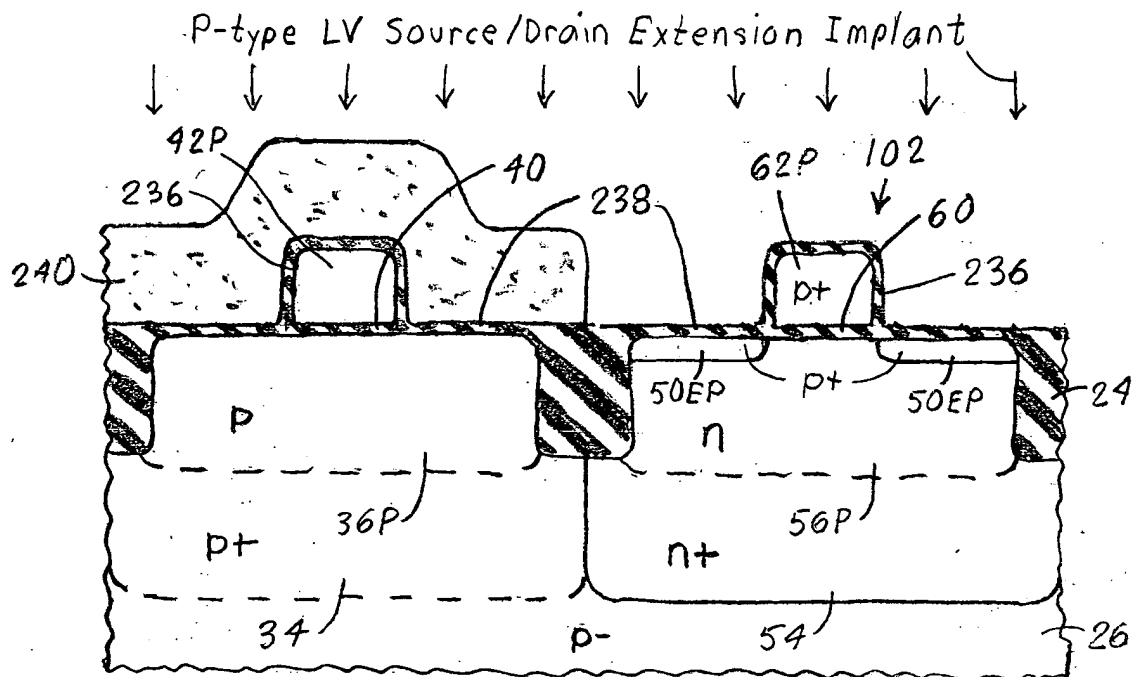 P-type LV Source/Drain Extension Implant
42P
236
40
238
62P
102
60
240
236
p+
50EP
p+
50EP
24
p
n
36P
56P
p+
n+
34
p-
54
26